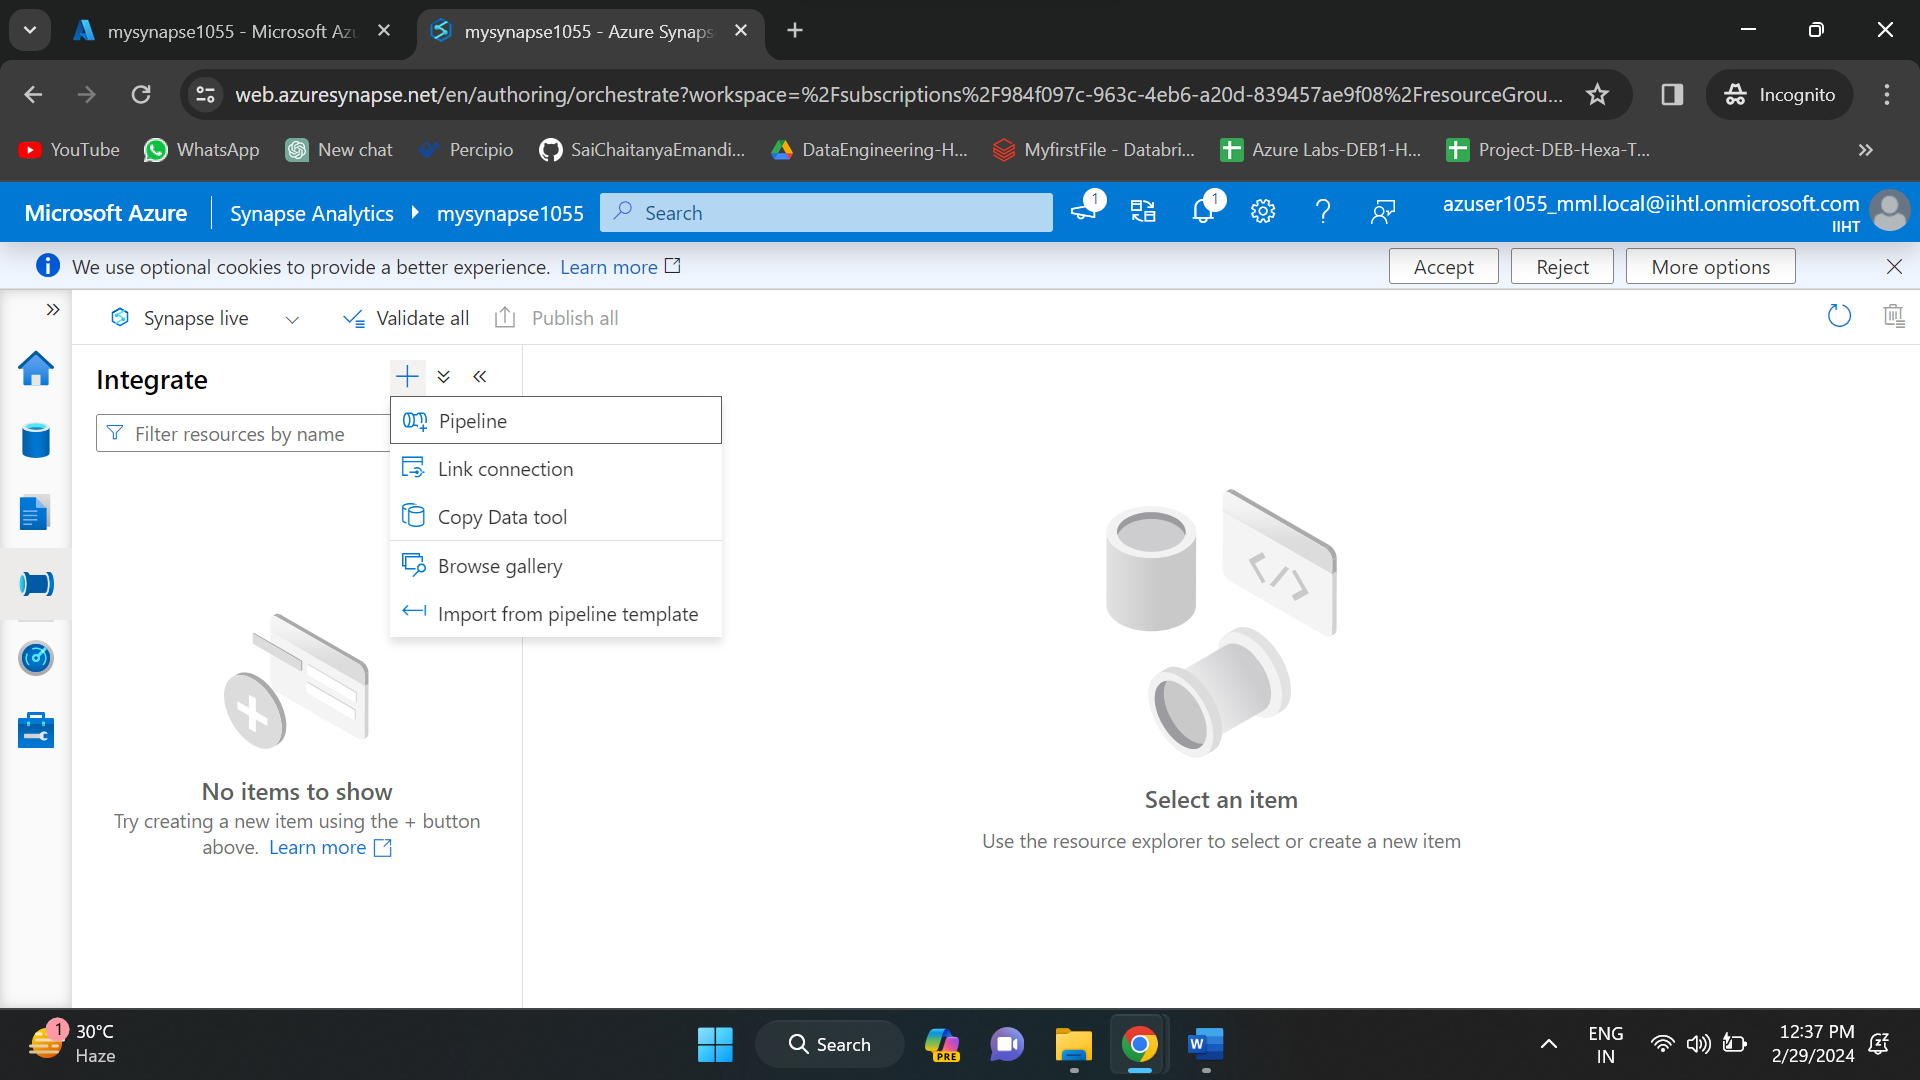 mysynapse1055 - Microsoft Azu
mysynapse1055 - Azure Synaps
web.azuresynapse.net/en/authoring/orchestrate?workspace=%2Fsubscriptions%2F984f097c-963c-4eb6-a20d-839457ae9f08%2FresourceGrou...
Incognito
YouTube
WhatsApp
New chat
Percipio
SaiChaitanyaEmandi...
DataEngineering-H...
MyfirstFile - Databri...
Azure Labs-DEB1-H...
Project-DEB-Hexa-T...
Microsoft Azure
Synapse Analytics
mysynapse1055
Search
1
1
azuser1055_mml.local@iihtl.onmicrosoft.com
IIHT
We use optional cookies to provide a better experience. Learn more
Accept
Reject
More options
Synapse live
Validate all
Publish all
Integrate
Filter resources by name
Pipeline
Link connection
Copy Data tool
Browse gallery
Import from pipeline template
No items to show
Try creating a new item using the + button
above. Learn more
Select an item
Use the resource explorer to select or create a new item
1
30°C
Haze
Search
PRE
W
ENG
IN
12:37 PM
2/29/2024